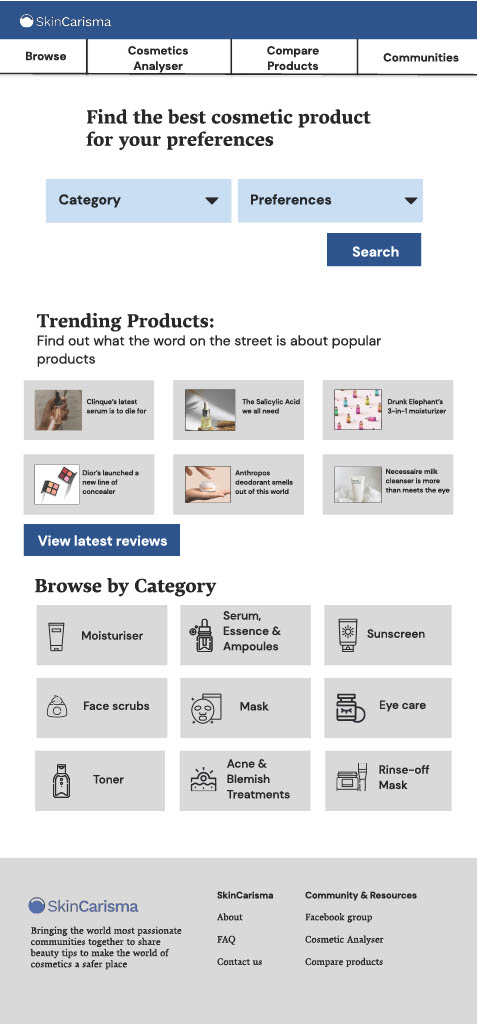 SkinCarisma
Browse
Cosmetics
Analyser
Compare
Products
Communities
Find the best cosmetic product
for your preferences
Category
Preferences
Search
Trending Products:
Find out what the word on the street is about popular
products
Clinque's latest
serum is to die for
The Salicylic Acid
we all need
Drunk Elephant's
3-in-1 moisturizer
Dior's launched a
new line of
concealer
Anthropos
deodorant smells
out of this world
Necessaire milk
cleanser is more
than meets the eye
View latest reviews
Browse by Category
Moisturiser
Serum,
Essence &
Ampoules
Sunscreen
Face scrubs
Mask
Eye care
Toner
Acne &
Blemish
Treatments
Rinse-off
Mask
SkinCarisma
Bringing the world most passionate
communities together to share
beauty tips to make the world of
cosmetics a safer place
SkinCarisma
About
FAQ
Contact us
Community & Resources
Facebook group
Cosmetic Analyser
Compare products